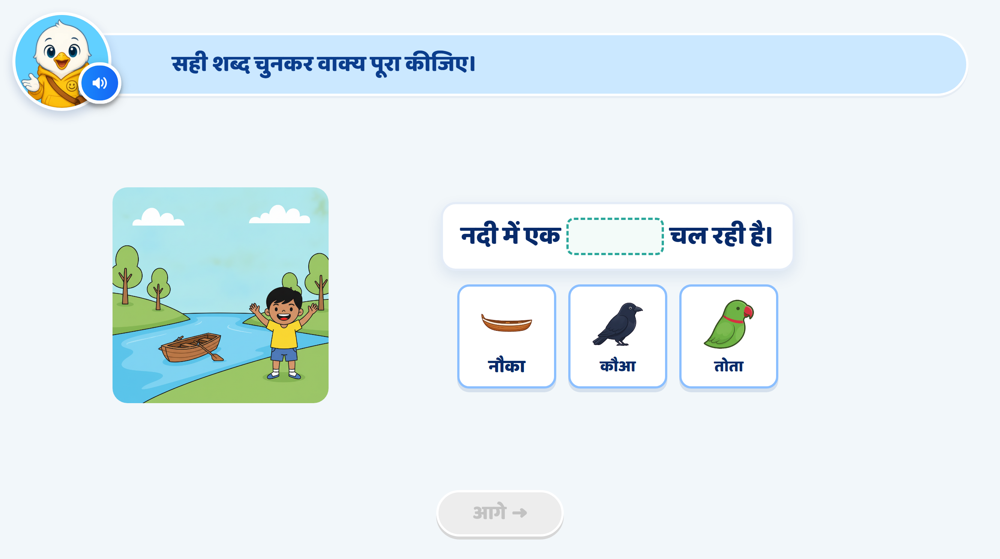 सही शब्द चुनकर वाक्य पूरा कीजिए।
नदी में एक चल रही है।
नौका
कौआ
तोता
आगे →